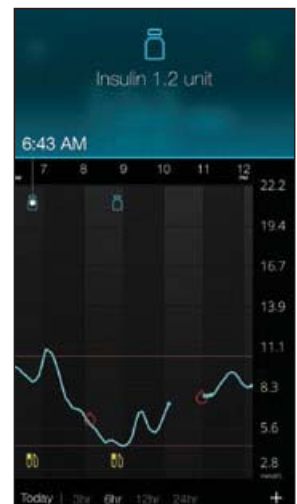 Insulin 1.2 unit
6:43 AM
7 8 9 10 11 12
PM
22.2
19.4
16.7
13.9
11.1
8.3
5.6
2.8
Today | 3hr 6hr 12hr 24hr +